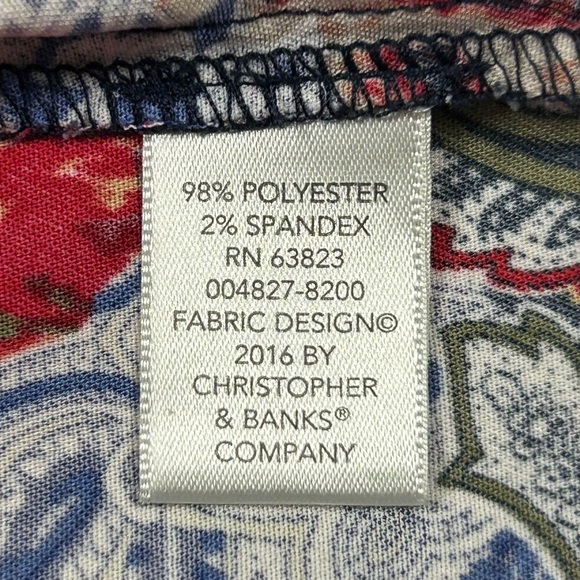 98% POLYESTER
2% SPANDEX
RN 63823
004827-8200
FABRIC DESIGN©
2016 BY
CHRISTOPHER
& BANKS®
COMPANY